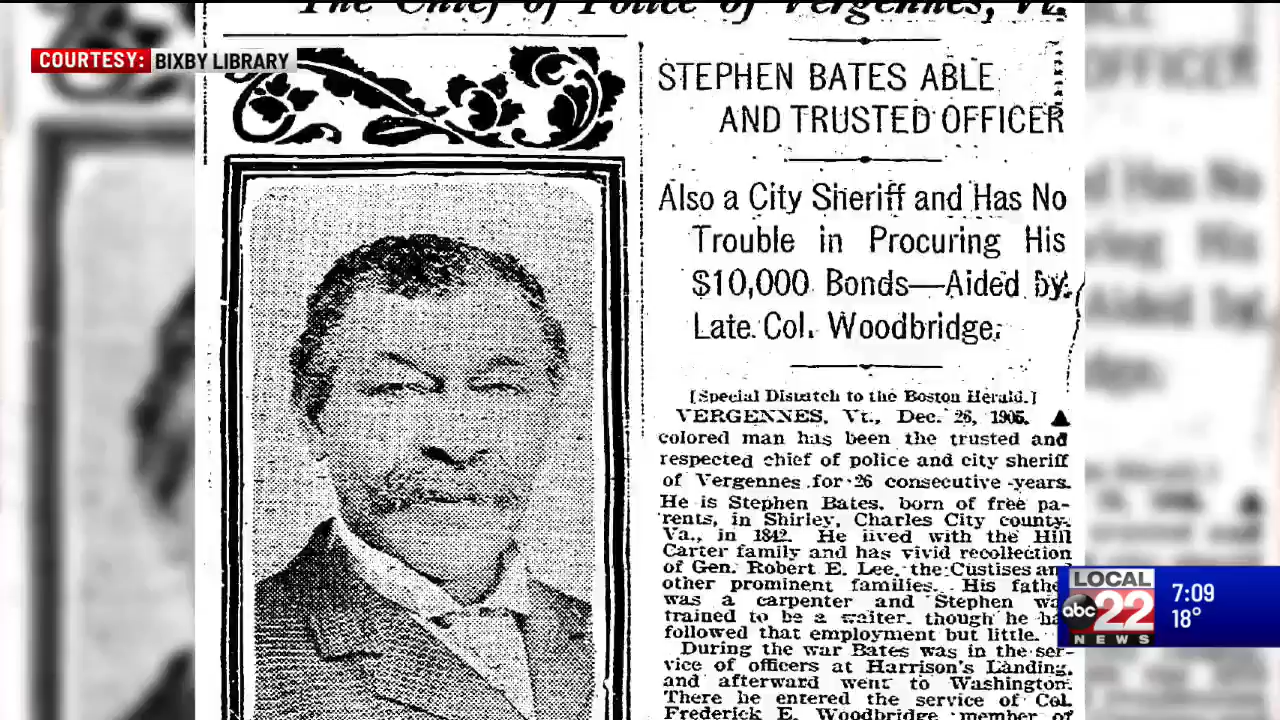 The Chief of Police of Vergennes, Vt.
COURTESY: BIXBY LIBRARY
STEPHEN BATES ABLE
AND TRUSTED OFFICER
Also a City Sheriff and Has No
Trouble in Procuring His
$10,000 Bonds—Aided by
Late Col. Woodbridge.
[Special Dispatch to the Boston Herald.]
VERGENNES, Vt., Dec. 26, 1905. A
colored man has been the trusted and
respected chief of police and city sheriff
of Vergennes for 26 consecutive years.
He is Stephen Bates, born of free pa-
rents, in Shirley, Charles City county,
Va., in 1842. He lived with the Hill
Carter family and has vivid recollection
of Gen. Robert E. Lee, the Custises an
other prominent families. His fathe
was a carpenter and Stephen wa
trained to be a waiter, though he ha
followed that employment but little.
During the war Bates was in the ser-
vice of officers at Harrison's Landing,
and afterward went to Washington.
There he entered the service of Col.
Frederick E. Woodbridge, member of
LOCAL
abc 22
NEWS
7:09
18°